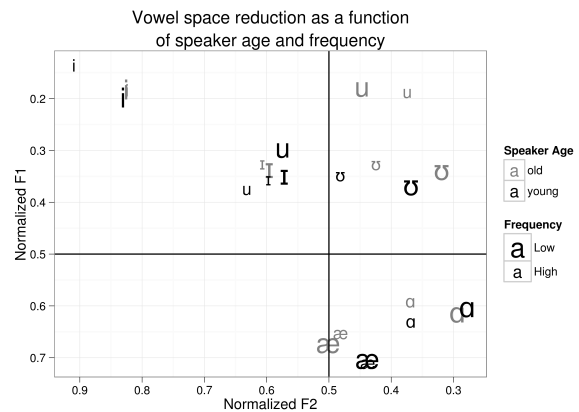 Vowel space reduction as a function
of speaker age and frequency
i
i i
u u
0.2
u
ɪ ɪ ʊ ʊ
ɪ ɪ ʊ ʊ
u
0.3
0.4
Normalized F1
0.5
0.6
0.7
ɑ ɑ ɑ
ɑ
æ æ
æ æ
0.9 0.8 0.7 0.6 0.5 0.4 0.3
Normalized F2
Speaker Age
a old
a young
Frequency
a Low
a High